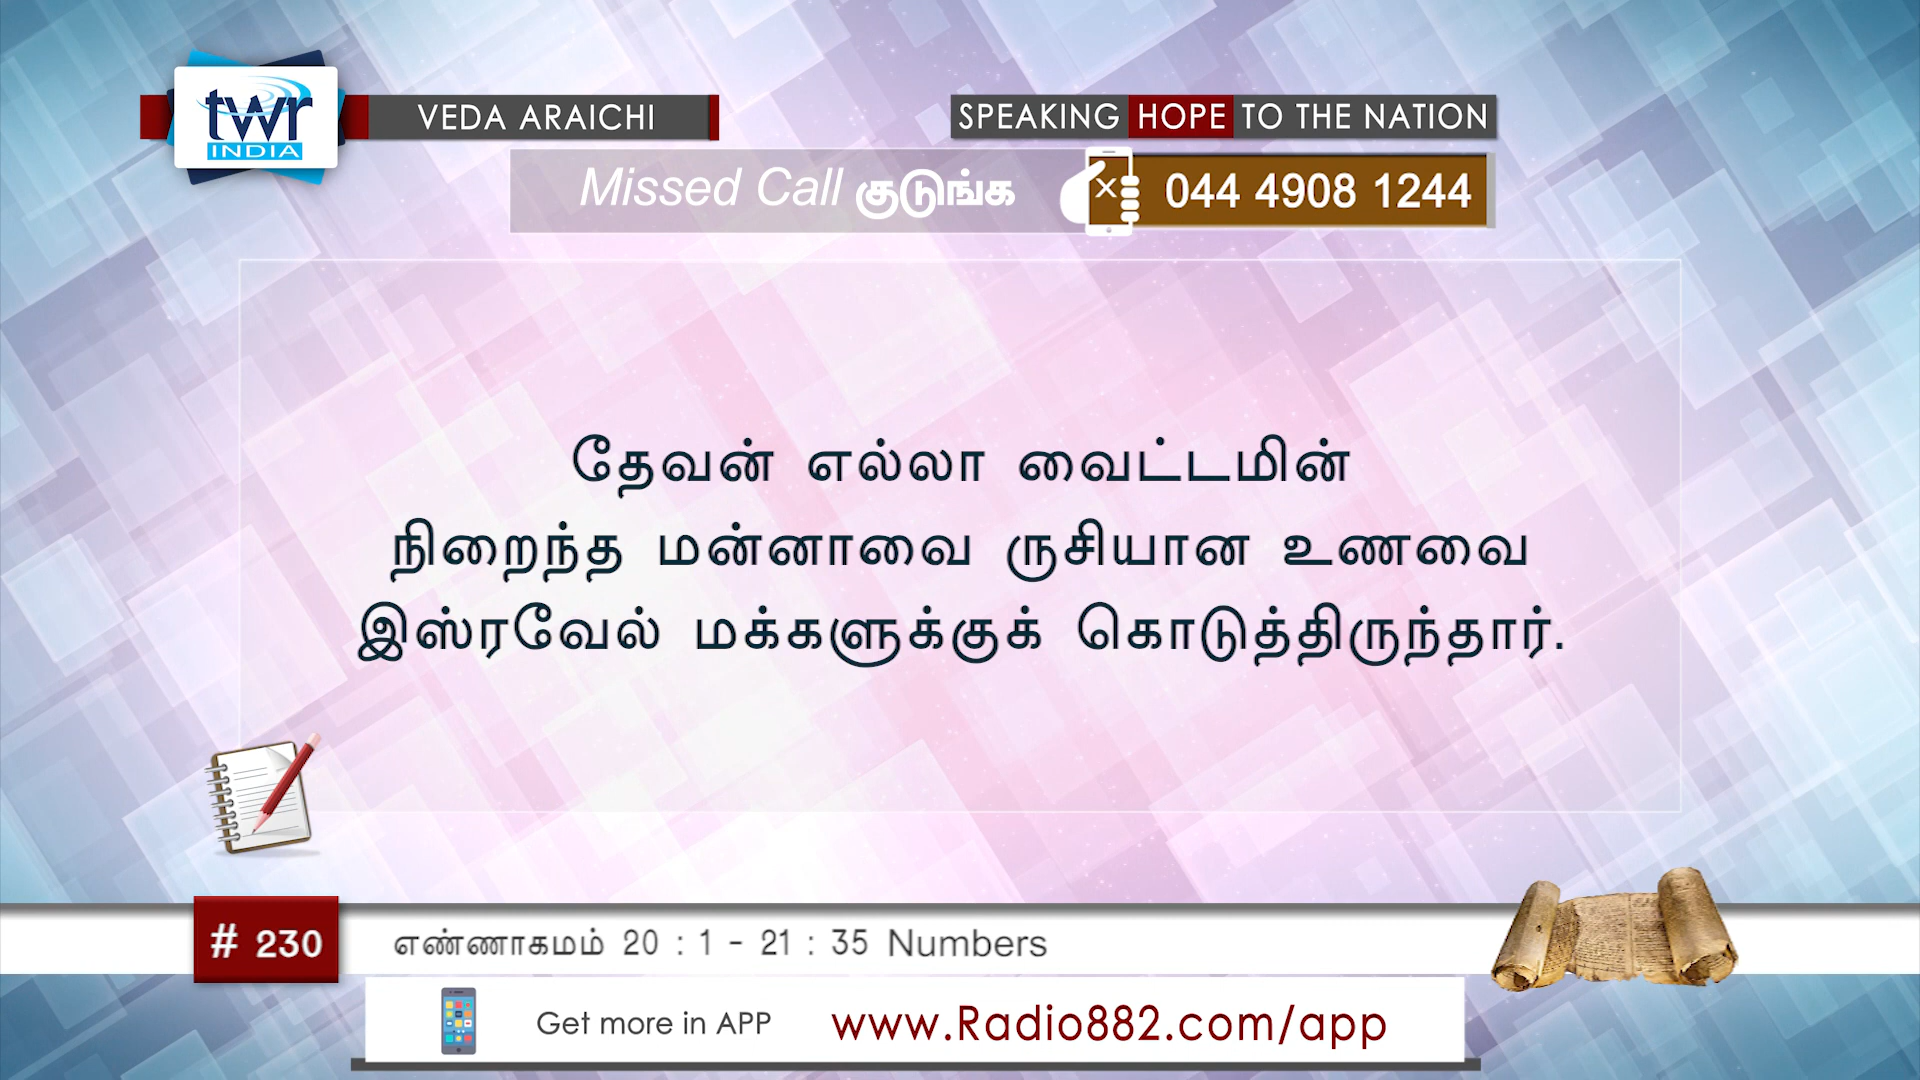 twr
INDIA
VEDA ARAICHI
SPEAKING HOPE TO THE NATION
Missed Call குடுங்க
044 4908 1244
தேவன் எல்லா வைட்டமின்
நிறைந்த மன்னாவை ருசியான உணவை
இஸ்ரவேல் மக்களுக்குக் கொடுத்திருந்தார்.
# 230
எண்ணாகமம் 20 : 1 - 21 : 35 Numbers
Get more in APP
www.Radio882.com/app